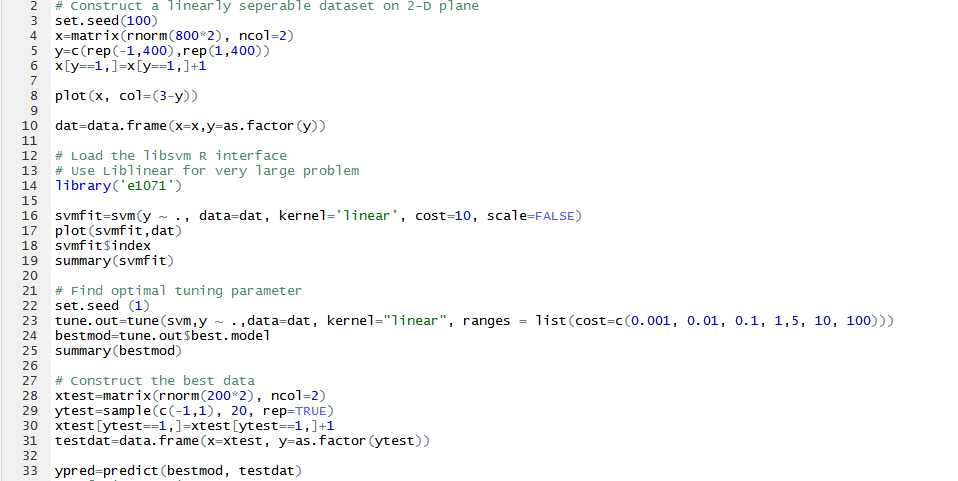 2 # Construct a linearly seperable dataset on 2-D plane
3 set.seed(100)
4 x=matrix(rnorm(800*2), ncol=2)
5 y=c(rep(-1,400),rep(1,400))
6 x[y==1,]=x[y==1,]+1
7
8 plot(x, col=(3-y))
9
10 dat=data.frame(x=x,y=as.factor(y))
11
12 # Load the libsvm R interface
13 # Use Liblinear for very large problem
14 library('e1071')
15
16 svmfit=svm(y ~ ., data=dat, kernel='linear', cost=10, scale=FALSE)
17 plot(svmfit,dat)
18 svmfit$index
19 summary(svmfit)
20
21 # Find optimal tuning parameter
22 set.seed (1)
23 tune.out=tune(svm,y ~ .,data=dat, kernel="linear", ranges = list(cost=c(0.001, 0.01, 0.1, 1,5, 10, 100)))
24 bestmod=tune.out$best.model
25 summary(bestmod)
26
27 # Construct the best data
28 xtest=matrix(rnorm(200*2), ncol=2)
29 ytest=sample(c(-1,1), 20, rep=TRUE)
30 xtest[ytest==1,]=xtest[ytest==1,]+1
31 testdat=data.frame(x=xtest, y=as.factor(ytest))
32
33 ypred=predict(bestmod, testdat)